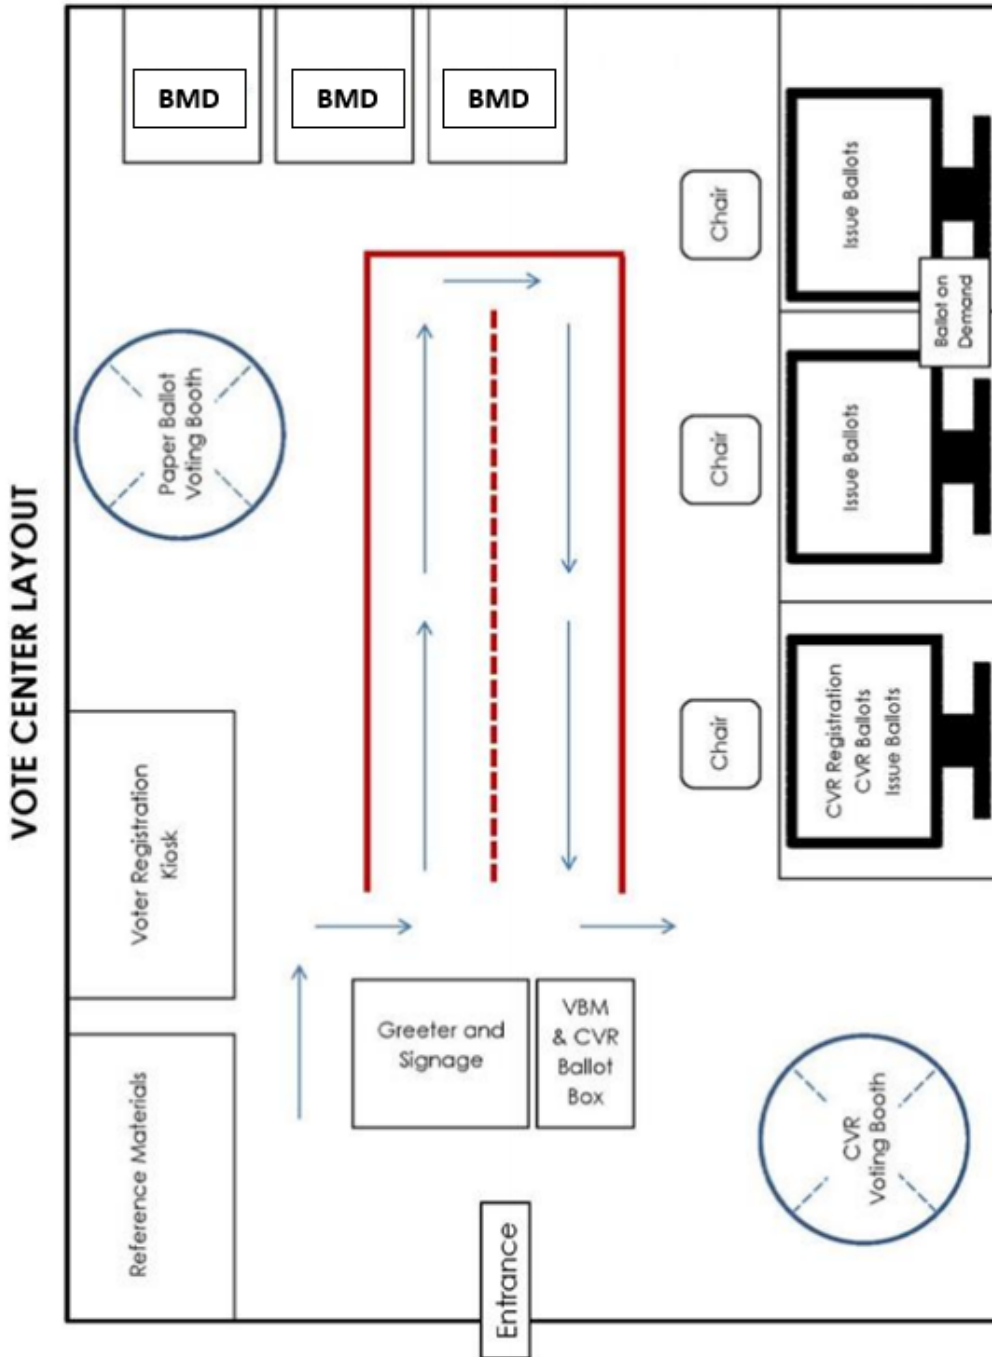 VOTE CENTER LAYOUT
BMD
BMD
BMD
Issue Ballots
Chair
Ballot on
Demand
Paper Ballot
Voting Booth
Chair
Issue Ballots
Voter Registration
Kiosk
Chair
CVR Registration
CVR Ballots
Issue Ballots
Greeter and
Signage
VBM
& CVR
Ballot
Box
Reference Materials
CVR
Voting Booth
Entrance